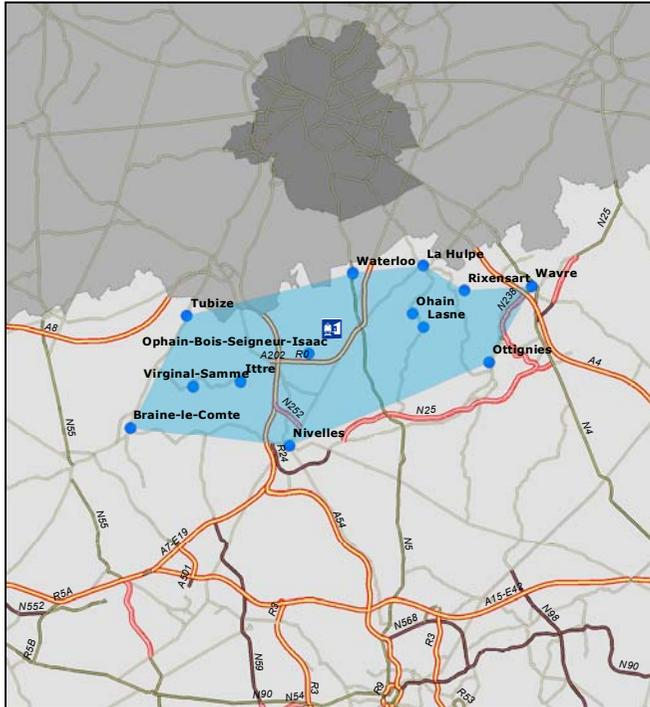 N25
Waterloo
La Hulpe
Rixensart
Wavre
N238
Tubize
Ohain
Lasne
A8
Ophain-Bois-Seigneur-Isaac
A202
R0
Ottignies
Virginal-Samme
Ittre
A4
Braine-le-Comte
N252
N25
N55
Nivelles
N4
R24
N55
A54
N5
A7-E19
A501
R5A
A15-E42
N552
R3
N568
N98
R5B
R3
N59
N90
N90
N54
R3
R9
R53